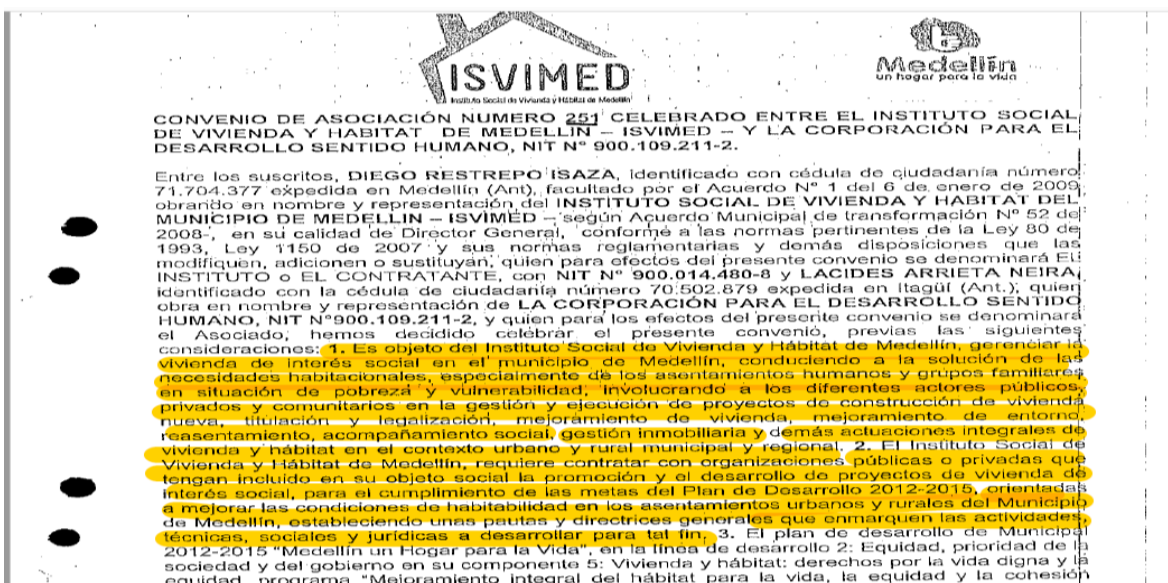 ISVIMED
Instituto Social de Vivienda y Hábitat de Medellín
Medellín
un hogar para la vida
CONVENIO DE ASOCIACIÓN NUMERO 251 CELEBRADO ENTRE EL INSTITUTO SOCIAL
DE VIVIENDA Y HABITAT DE MEDELLIN – ISVIMED – Y LA CORPORACIÓN PARA EL
DESARROLLO SENTIDO HUMANO, NIT Nº 900.109.211-2.
Entre los suscritos, DIEGO RESTREPO ISAZA, identificado con cédula de ciudadanía número
71.704.377 expedida en Medellín (Ant), facultado por el Acuerdo Nº 1 del 6 de enero de 2009,
obrando en nombre y representación del INSTITUTO SOCIAL DE VIVIENDA Y HABITAT DEL
MUNICIPIO DE MEDELLIN – ISVIMED – según Acuerdo Municipal de transformación Nº 52 de
2008-, en su calidad de Director General, conforme a las normas pertinentes de la Ley 80 de
1993, Ley 1150 de 2007 y sus normas reglamentarias y demás disposiciones que las
modifiquen, adicionen o sustituyan, quien para efectos del presente convenio se denominará EL
INSTITUTO o EL CONTRATANTE, con NIT Nº 900.014.480-8 y LACIDES ARRIETA NEIRA,
identificado con la cédula de ciudadanía número 70.502.879 expedida en Itagüí (Ant.); quien
obra en nombre y representación de LA CORPORACIÓN PARA EL DESARROLLO SENTIDO
HUMANO, NIT Nº900.109.211-2, y quien para los efectos del presente convenio se denominará
el Asociado, hemos decidido celebrar el presente convenio, previas las siguientes
consideraciones: 1. Es objeto del Instituto Social de Vivienda y Hábitat de Medellín, gerenciar la
vivienda de interés social en el municipio de Medellín, conduciendo a la solución de las
necesidades habitacionales, especialmente de los asentamientos humanos y grupos familiares
en situación de pobreza y vulnerabilidad, involucrando a los diferentes actores públicos,
privados y comunitarios en la gestión y ejecución de proyectos de construcción de vivienda
nueva, titulación y legalización, mejoramiento de vivienda, mejoramiento de entorno,
reasentamiento, acompañamiento social, gestión inmobiliaria y demás actuaciones integrales de
vivienda y hábitat en el contexto urbano y rural municipal y regional. 2. El Instituto Social de
Vivienda y Hábitat de Medellín, requiere contratar con organizaciones públicas o privadas que
tengan incluido en su objeto social la promoción y el desarrollo de proyectos de vivienda de
interés social, para el cumplimiento de las metas del Plan de Desarrollo 2012-2015, orientadas
a mejorar las condiciones de habitabilidad en los asentamientos urbanos y rurales del Municipio
de Medellín, estableciendo unas pautas y directrices generales que enmarquen las actividades,
técnicas, sociales y jurídicas a desarrollar para tal fin, 3. El plan de desarrollo de Municipal
2012-2015 "Medellín un Hogar para la Vida", en la línea de desarrollo 2: Equidad, prioridad de la
sociedad y del gobierno en su componente 5: Vivienda y hábitat: derechos por la vida digna y la
equidad, programa "Mejoramiento integral del hábitat para la vida, la equidad y la cohesión